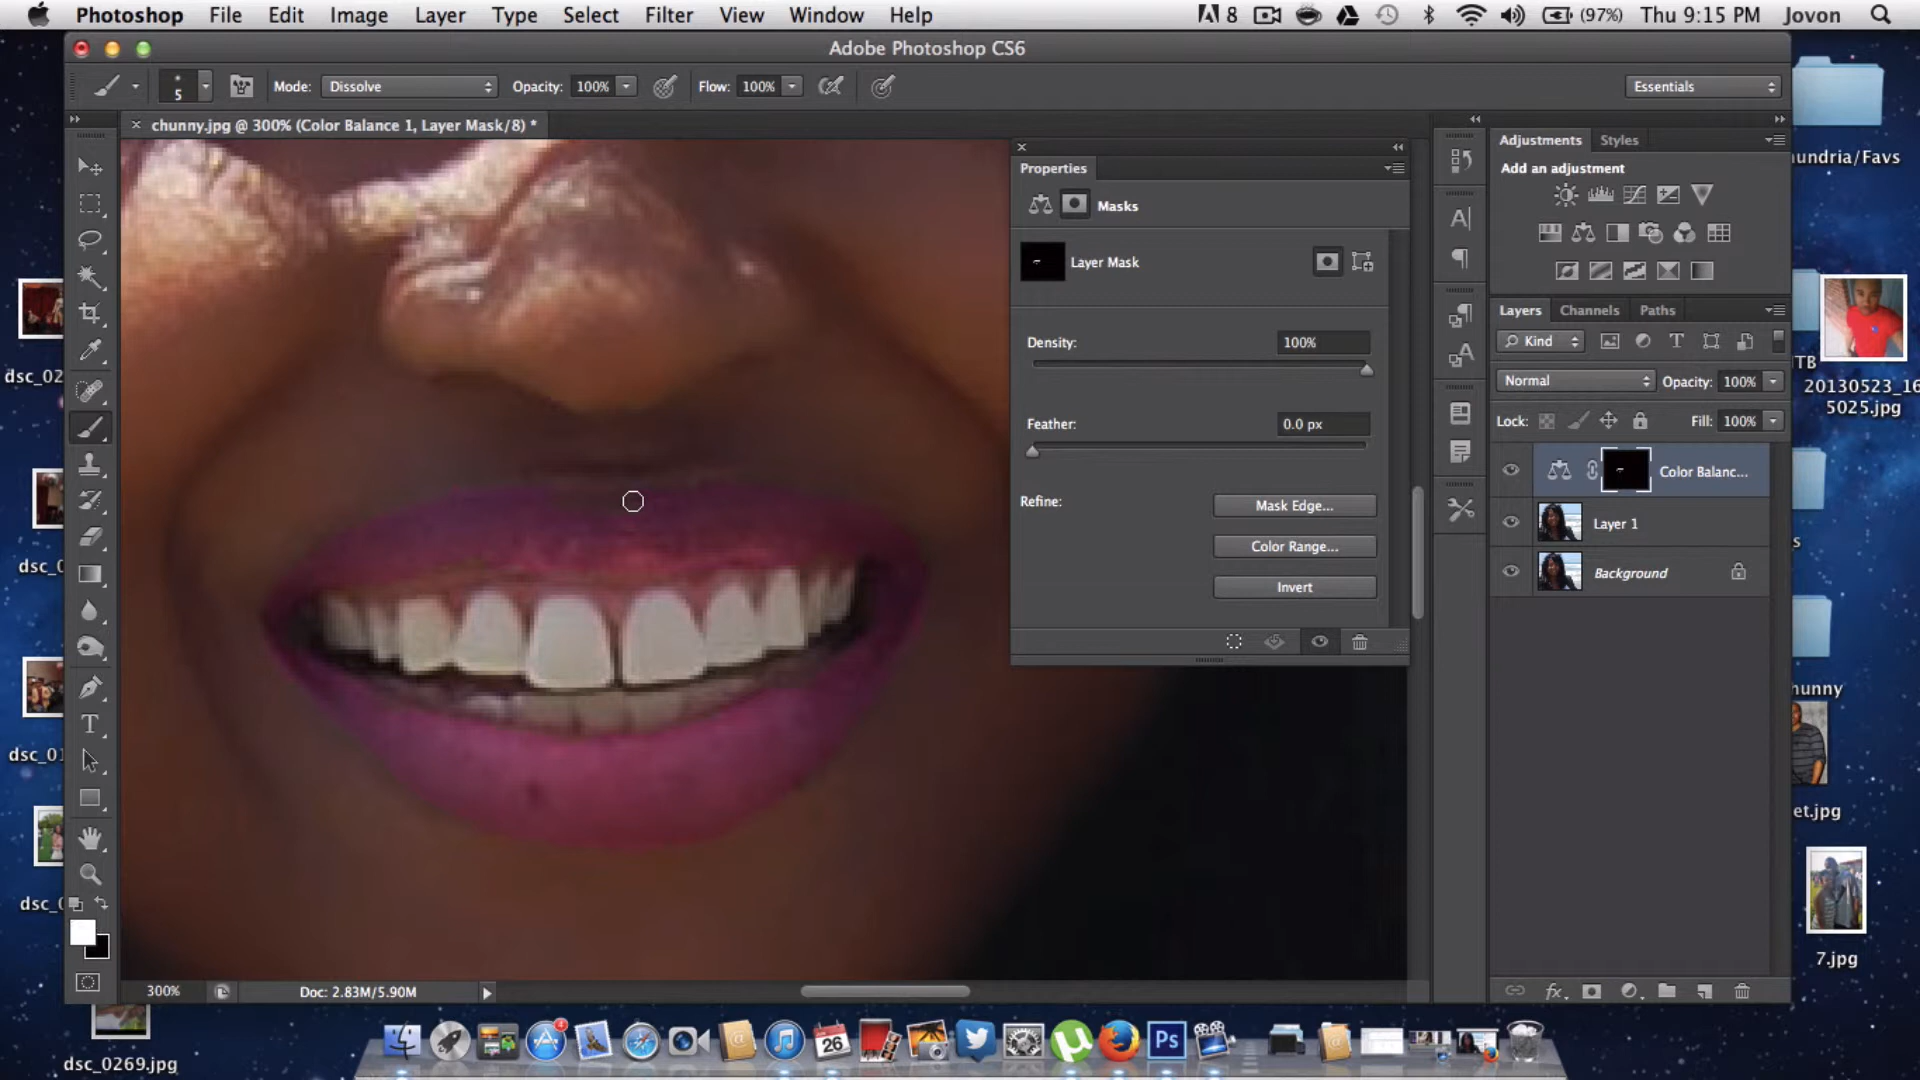 Photoshop File Edit Image Layer Type Select Filter View Window Help 8 (97%) Thu 9:15 PM Jovon
Adobe Photoshop CS6
5 Mode: Dissolve Opacity: 100% Flow: 100% Essentials
chunny.jpg @ 300% (Color Balance 1, Layer Mask/8) *
Properties
Masks
Layer Mask
Density: 100%
Feather: 0.0 px
Refine: Mask Edge...
Color Range...
Invert
Adjustments Styles
Add an adjustment
Layers Channels Paths
Kind
Normal Opacity: 100%
Lock: Fill: 100%
Color Balanc...
Layer 1
Background
300% Doc: 2.83M/5.90M
undria/Favs
TB
20130523_16
5025.jpg
s
hunny
et.jpg
7.jpg
dsc_02
dsc_0
dsc_01
dsc_0
dsc_0269.jpg
4
26
Ps